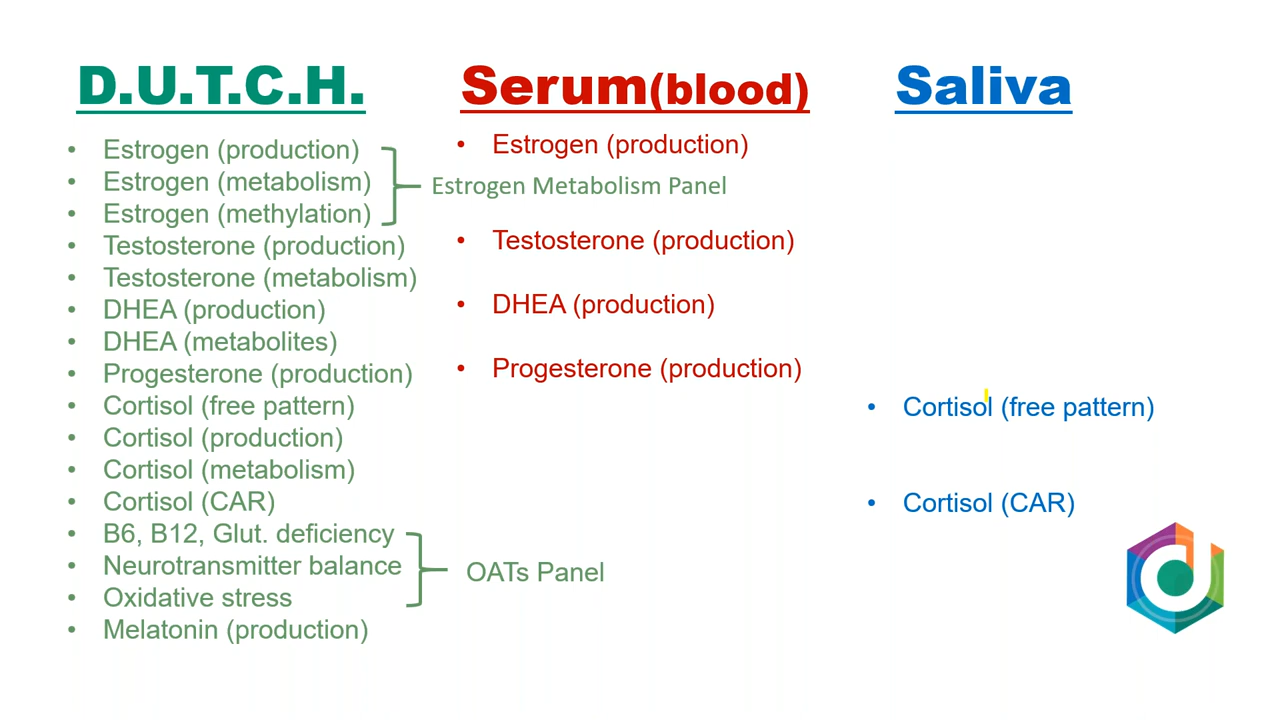 D.U.T.C.H.
• Estrogen (production)
• Estrogen (metabolism)
• Estrogen (methylation)
Estrogen Metabolism Panel
• Testosterone (production)
• Testosterone (metabolism)
• DHEA (production)
• DHEA (metabolites)
• Progesterone (production)
• Cortisol (free pattern)
• Cortisol (production)
• Cortisol (metabolism)
• Cortisol (CAR)
• B6, B12, Glut. deficiency
• Neurotransmitter balance
• Oxidative stress
OATs Panel
• Melatonin (production)
Serum(blood)
• Estrogen (production)
• Testosterone (production)
• DHEA (production)
• Progesterone (production)
Saliva
• Cortisol (free pattern)
• Cortisol (CAR)